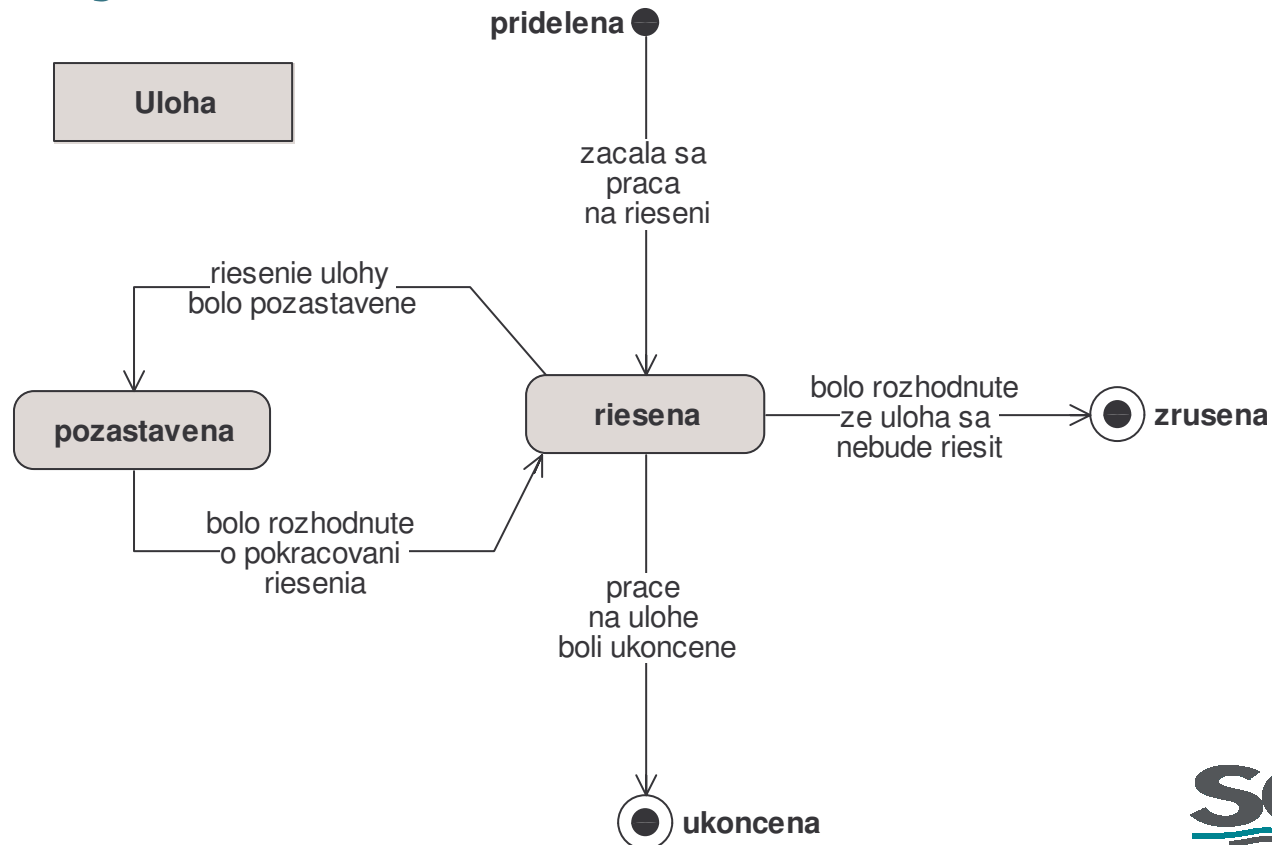 pridelena
Uloha
zacala sa
praca
na rieseni
riesenie ulohy
bolo pozastavene
pozastavena
riesena
bolo rozhodnute
ze uloha sa
nebude riesit
zrusena
bolo rozhodnute
o pokracovani
riesenia
prace
na ulohe
boli ukoncene
ukoncena